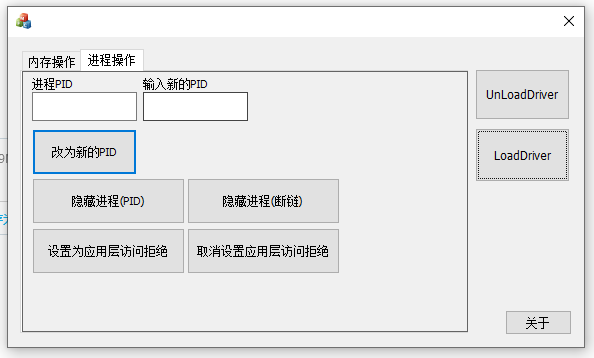 内存操作
进程操作
进程PID
输入新的PID
改为新的PID
隐藏进程(PID)
隐藏进程(断链)
设置为应用层访问拒绝
取消设置应用层访问拒绝
UnLoadDriver
LoadDriver
关于